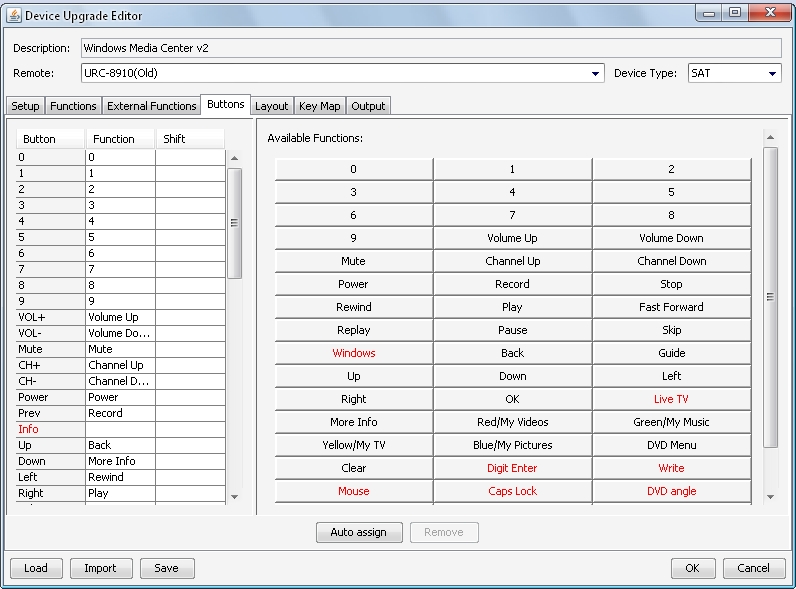 Device Upgrade Editor
Description: Windows Media Center v2
Remote: URC-8910(Old) Device Type: SAT
Setup Functions External Functions Buttons Layout Key Map Output
Button Function Shift
0 0
1 1
2 2
3 3
4 4
5 5
6 6
7 7
8 8
9 9
VOL+ Volume Up
VOL- Volume Do...
Mute Mute
CH+ Channel Up
CH- Channel D...
Power Power
Prev Record
Info
Up Back
Down More Info
Left Rewind
Right Play
Available Functions:
0 1 2
3 4 5
6 7 8
9 Volume Up Volume Down
Mute Channel Up Channel Down
Power Record Stop
Rewind Play Fast Forward
Replay Pause Skip
Windows Back Guide
Up Down Left
Right OK Live TV
More Info Red/My Videos Green/My Music
Yellow/My TV Blue/My Pictures DVD Menu
Clear Digit Enter Write
Mouse Caps Lock DVD angle
Auto assign Remove
Load Import Save OK Cancel